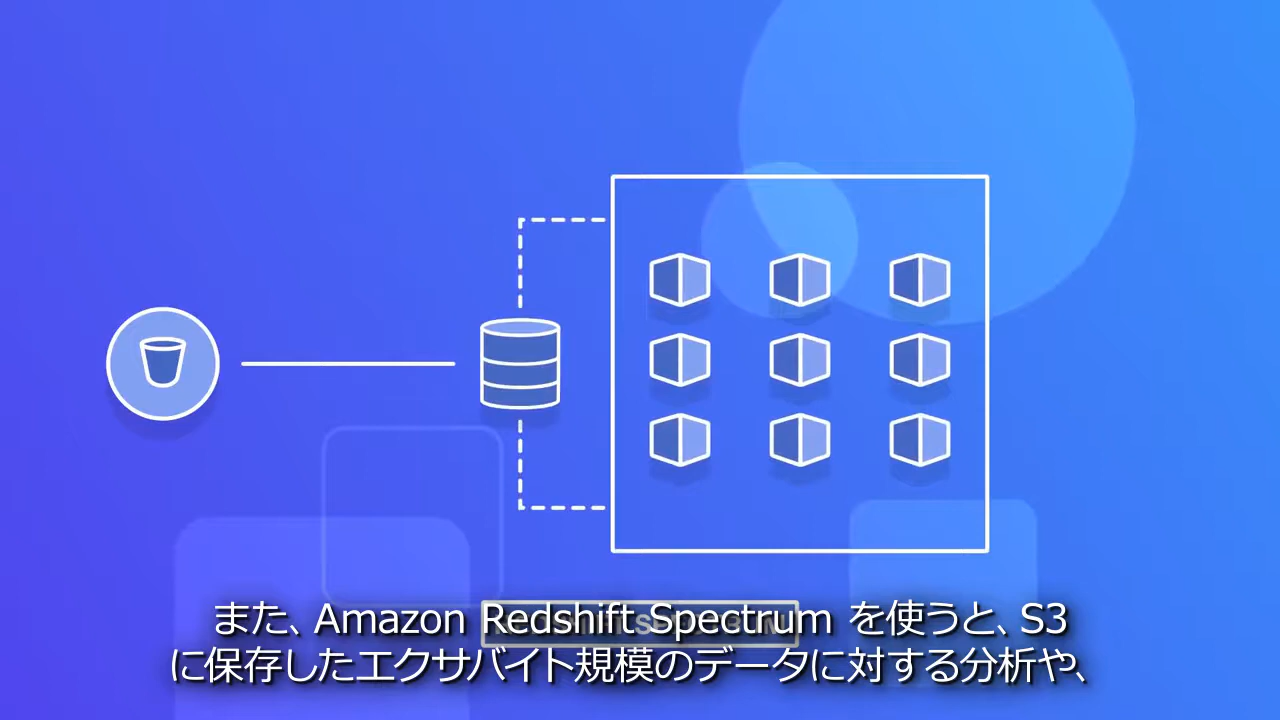 また、Amazon Redshift Spectrum を使うと、S3
に保存したエクサバイト規模のデータに対する分析や、